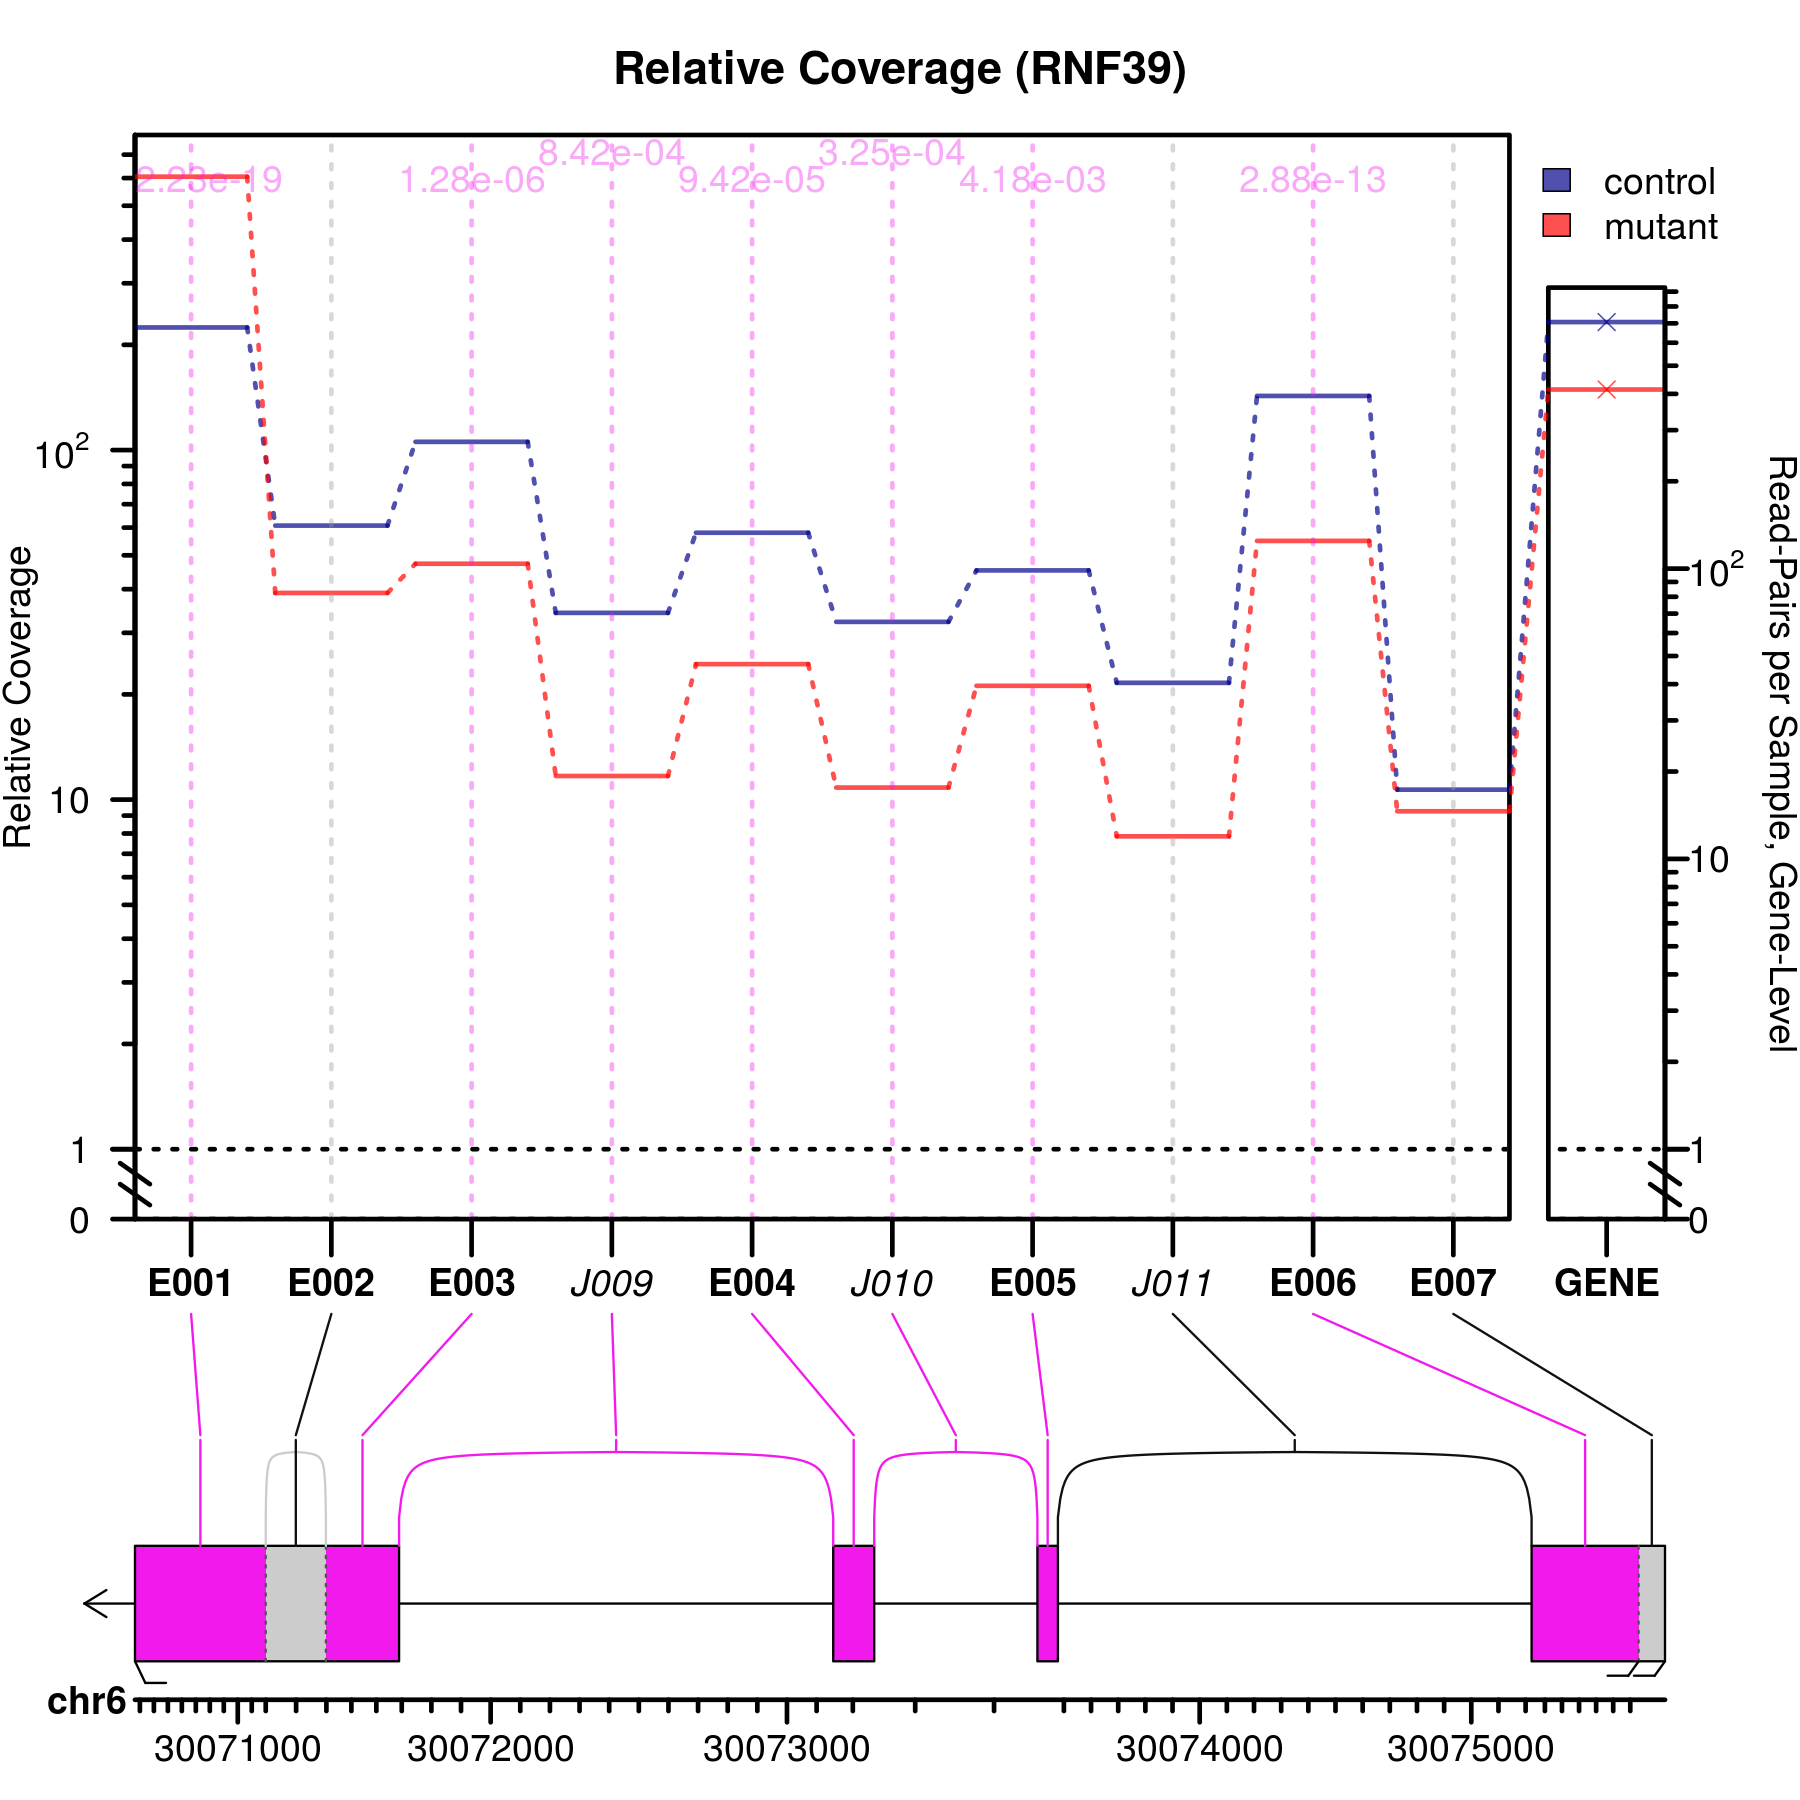 Relative Coverage (RNF39)
8.42e-04 3.25e-04
2.23e-19 1.28e-06 9.42e-05 4.18e-03 2.88e-13
control
mutant
Relative Coverage
102
10
1
0
102
10
1
0
Read-Pairs per Sample, Gene-Level
E001 E002 E003 J009 E004 J010 E005 J011 E006 E007 GENE
chr6
30071000 30072000 30073000 30074000 30075000